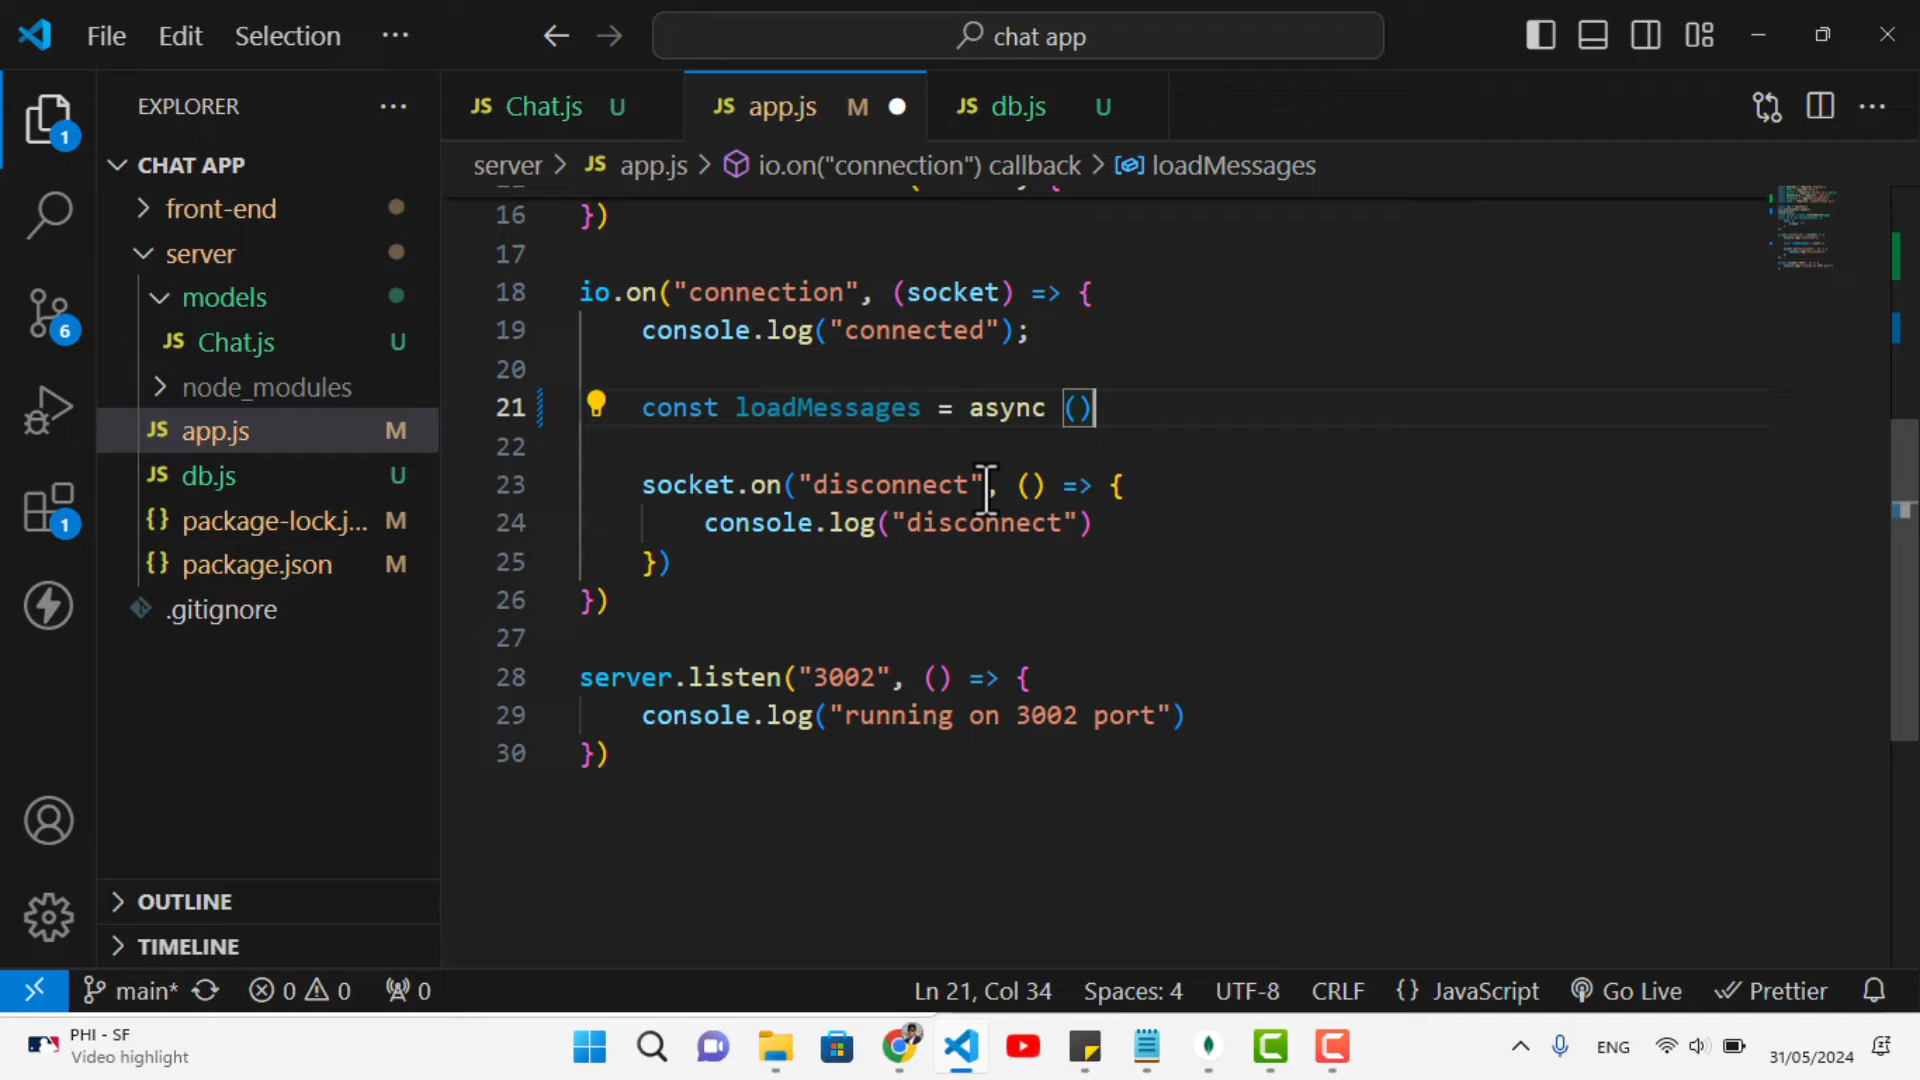 File Edit Selection ···
chat app
EXPLORER ···
CHAT APP
front-end
server
models
JS Chat.js U
node_modules
JS app.js M
JS db.js U
{} package-lock.j... M
{} package.json M
.gitignore
OUTLINE
TIMELINE
1
6
1
JS Chat.js U
JS app.js M
JS db.js U
server > JS app.js > io.on("connection") callback > loadMessages
16 })
17
18 io.on("connection", (socket) => {
19 console.log("connected");
20
21 const loadMessages = async ()
22
23 socket.on("disconnect", () => {
24 console.log("disconnect")
25 })
26 })
27
28 server.listen("3002", () => {
29 console.log("running on 3002 port")
30 })
main* 0 0 0
Ln 21, Col 34 Spaces: 4 UTF-8 CRLF {} JavaScript Go Live Prettier
PHI - SF
Video highlight
ENG
31/05/2024